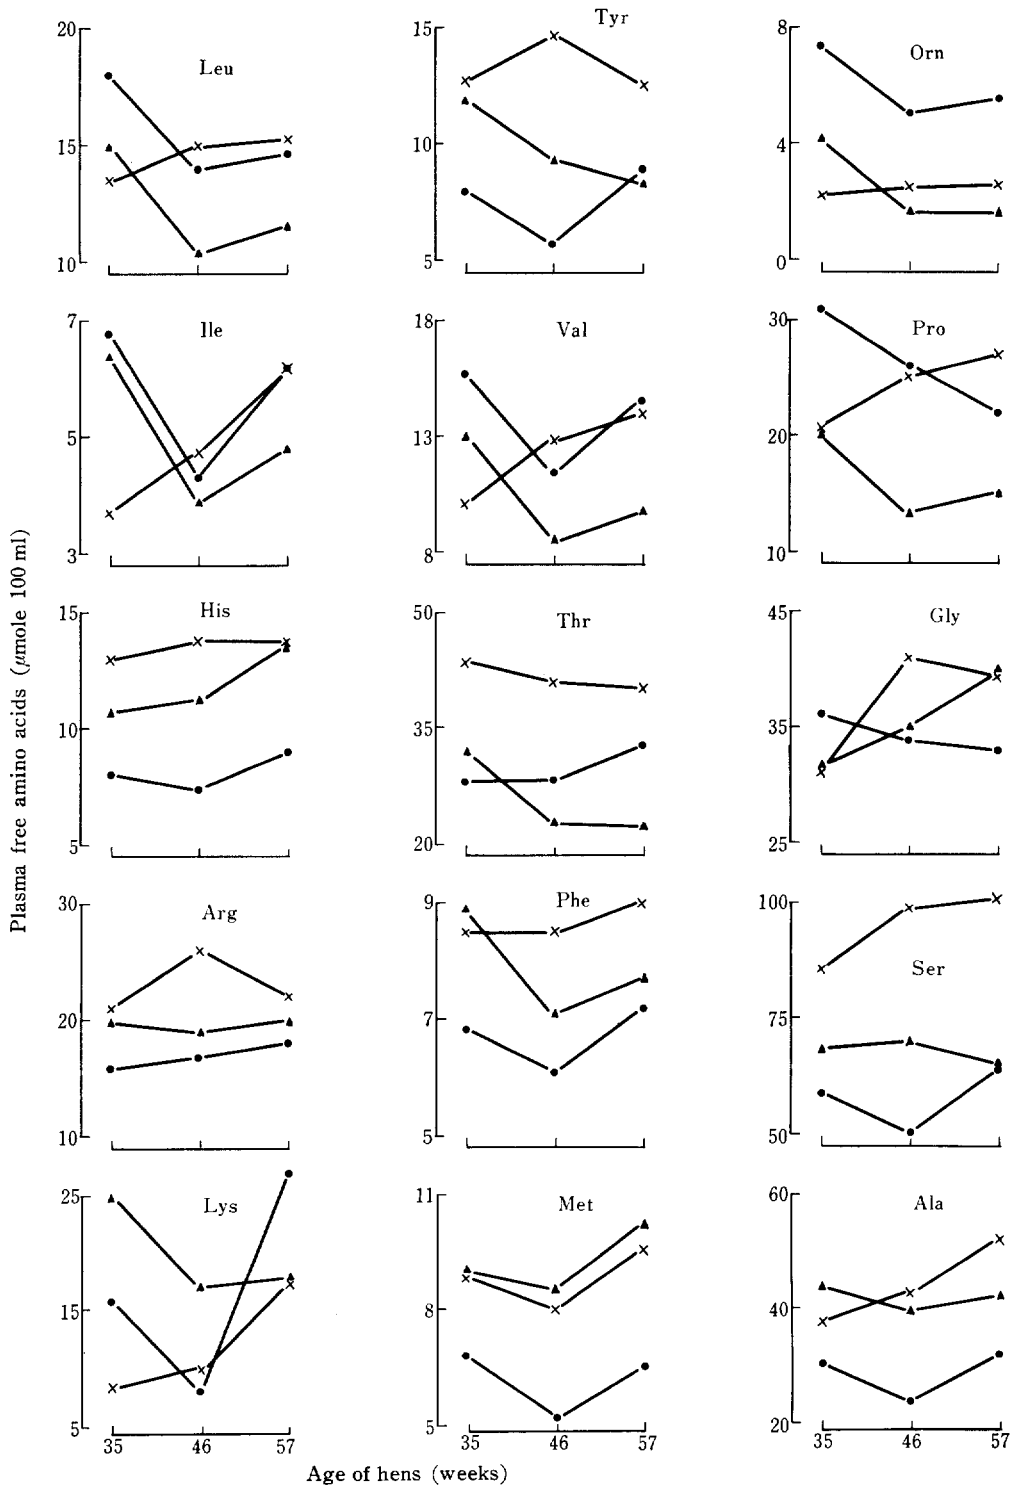 20
15
10
Leu
15
10
5
Tyr
8
4
0
Orn
7
5
3
Ile
18
13
8
Val
30
20
10
Pro
15
10
5
His
50
35
20
Thr
45
35
25
Gly
30
20
10
Arg
9
7
5
Phe
100
75
50
Ser
25
15
5
Lys
35 46 57
11
8
5
Met
35 46 57
60
40
20
Ala
35 46 57
Plasma free amino acids (μmole 100 ml)
Age of hens (weeks)